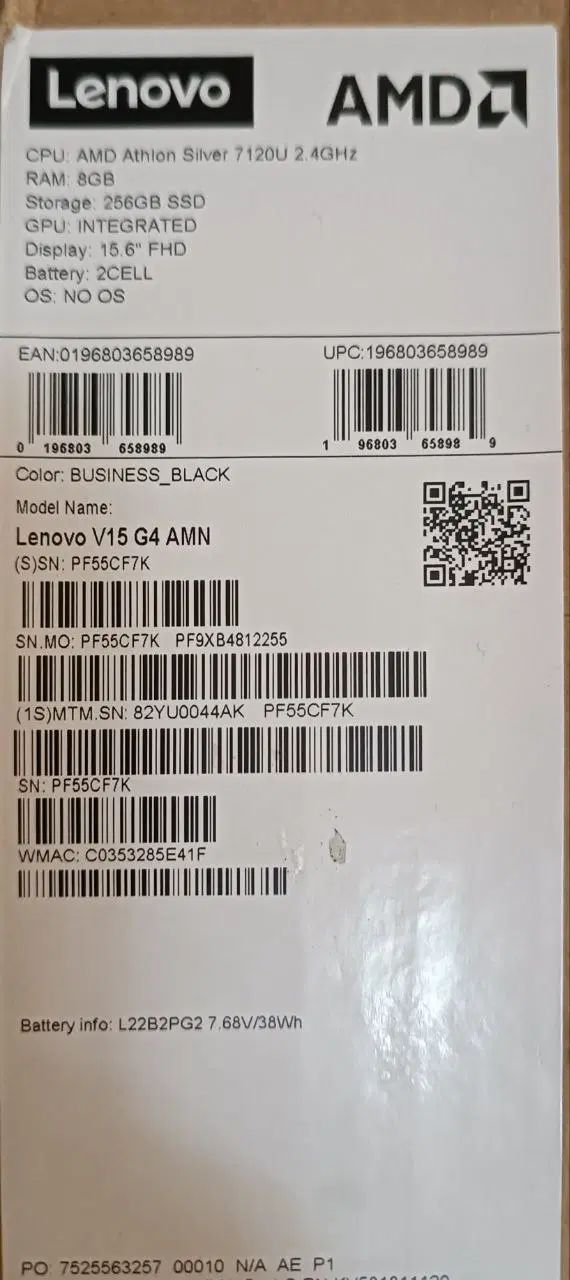 Lenovo AMD
CPU: AMD Athlon Silver 7120U 2.4GHz
RAM: 8GB
Storage: 256GB SSD
GPU: INTEGRATED
Display: 15.6" FHD
Battery: 2CELL
OS: NO OS
EAN:0196803658989 UPC:196803658989
0 196803 658989 1 96803 65898 9
Color: BUSINESS_BLACK
Model Name:
Lenovo V15 G4 AMN
(S)SN: PF55CF7K
SN.MO: PF55CF7K PF9XB4812255
(1S)MTM.SN: 82YU0044AK PF55CF7K
SN: PF55CF7K
WMAC: C0353285E41F
Battery info: L22B2PG2 7.68V/38Wh
PO: 7525563257 00010 N/A AE P1